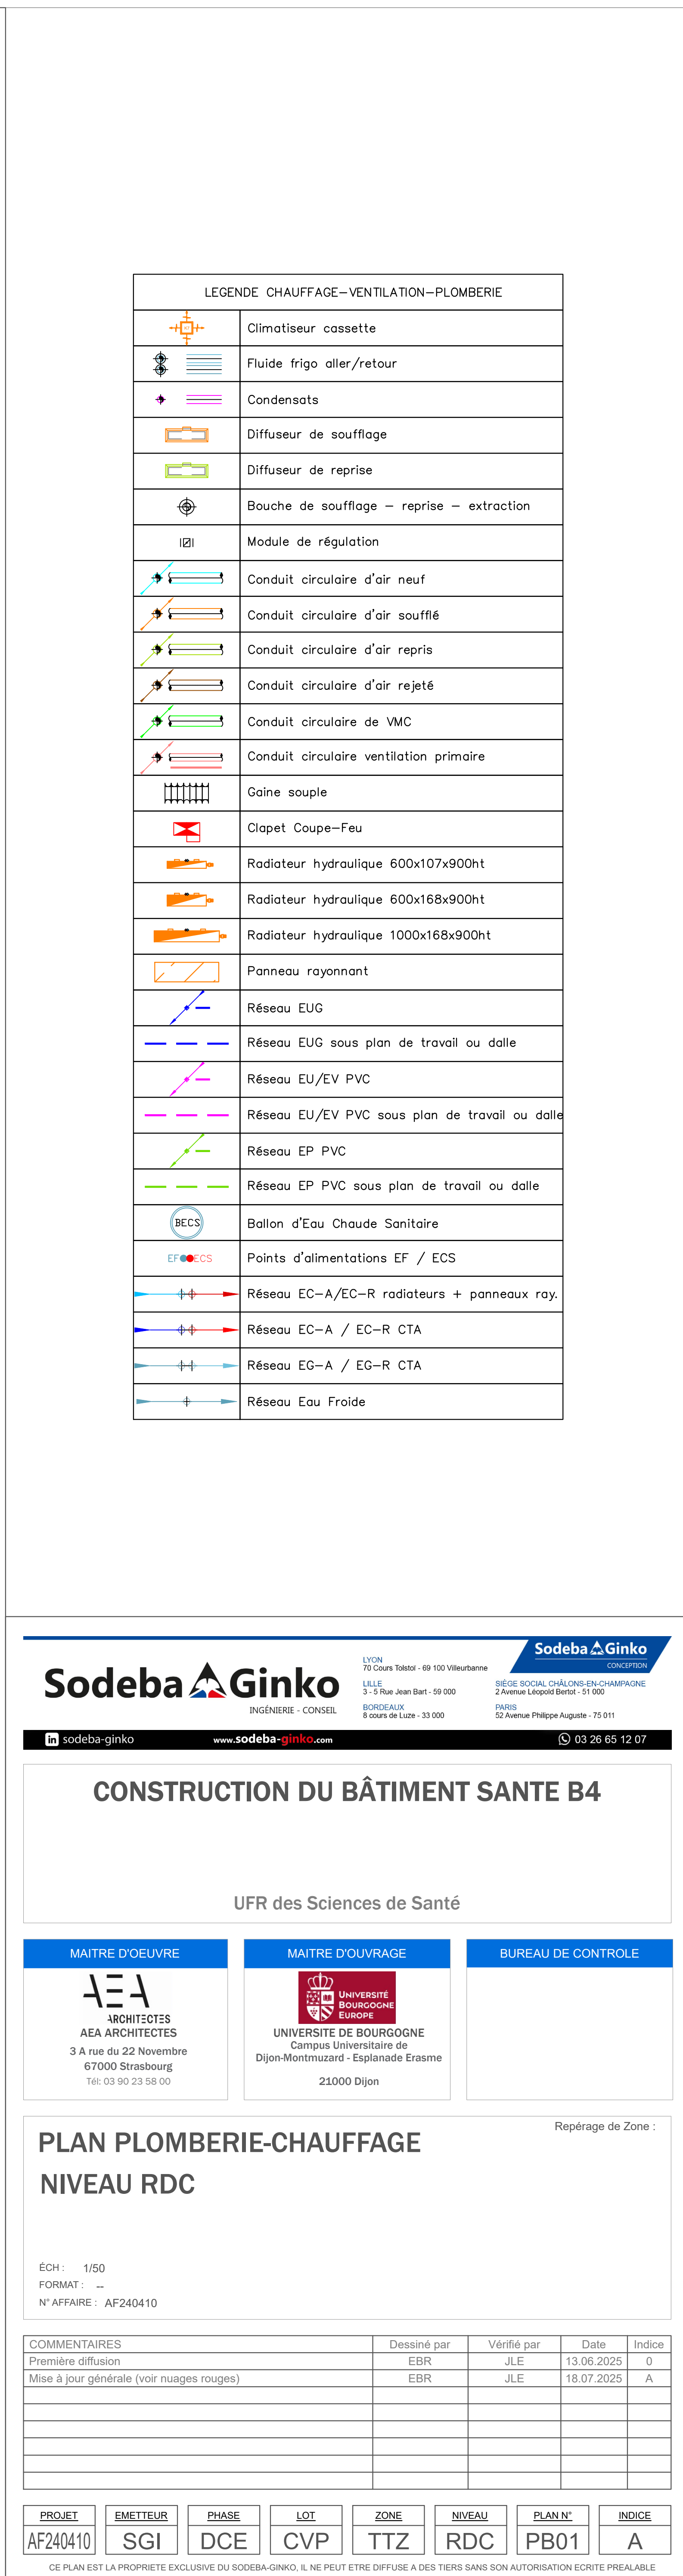 LEGENDE CHAUFFAGE-VENTILATION-PLOMBERIE
Climatiseur cassette
Fluide frigo aller/retour
Condensats
Diffuseur de soufflage
Diffuseur de reprise
Bouche de soufflage - reprise - extraction
Module de régulation
Conduit circulaire d'air neuf
Conduit circulaire d'air soufflé
Conduit circulaire d'air repris
Conduit circulaire d'air rejeté
Conduit circulaire de VMC
Conduit circulaire ventilation primaire
Gaine souple
Clapet Coupe-Feu
Radiateur hydraulique 600x107x900ht
Radiateur hydraulique 600x168x900ht
Radiateur hydraulique 1000x168x900ht
Panneau rayonnant
Réseau EUG
Réseau EUG sous plan de travail ou dalle
Réseau EU/EV PVC
Réseau EU/EV PVC sous plan de travail ou dalle
Réseau EP PVC
Réseau EP PVC sous plan de travail ou dalle
BECS Ballon d'Eau Chaude Sanitaire
EF ECS Points d'alimentations EF / ECS
Réseau EC-A/EC-R radiateurs + panneaux ray.
Réseau EC-A / EC-R CTA
Réseau EG-A / EG-R CTA
Réseau Eau Froide
Sodeba Ginko
INGÉNIERIE - CONSEIL
LYON
70 Cours Tolstoï - 69 100 Villeurbanne
LILLE
3 - 5 Rue Jean Bart - 59 000
BORDEAUX
8 cours de Luze - 33 000
Sodeba Ginko
CONCEPTION
SIÈGE SOCIAL CHÂLONS-EN-CHAMPAGNE
2 Avenue Léopold Bertot - 51 000
PARIS
52 Avenue Philippe Auguste - 75 011
in sodeba-ginko www.sodeba-ginko.com 03 26 65 12 07
CONSTRUCTION DU BÂTIMENT SANTE B4
UFR des Sciences de Santé
MAITRE D'OEUVRE
AEA
ARCHITECTES
AEA ARCHITECTES
3 A rue du 22 Novembre
67000 Strasbourg
Tél: 03 90 23 58 00
MAITRE D'OUVRAGE
UNIVERSITÉ
BOURGOGNE
EUROPE
UNIVERSITE DE BOURGOGNE
Campus Universitaire de
Dijon-Montmuzard - Esplanade Erasme
21000 Dijon
BUREAU DE CONTROLE
Repérage de Zone :
PLAN PLOMBERIE-CHAUFFAGE
NIVEAU RDC
ÉCH : 1/50
FORMAT : --
N° AFFAIRE : AF240410
COMMENTAIRES Dessiné par Vérifié par Date Indice
Première diffusion EBR JLE 13.06.2025 0
Mise à jour générale (voir nuages rouges) EBR JLE 18.07.2025 A
PROJET EMETTEUR PHASE LOT ZONE NIVEAU PLAN N° INDICE
AF240410 SGI DCE CVP TTZ RDC PB01 A
CE PLAN EST LA PROPRIETE EXCLUSIVE DU SODEBA-GINKO, IL NE PEUT ETRE DIFFUSE A DES TIERS SANS SON AUTORISATION ECRITE PREALABLE